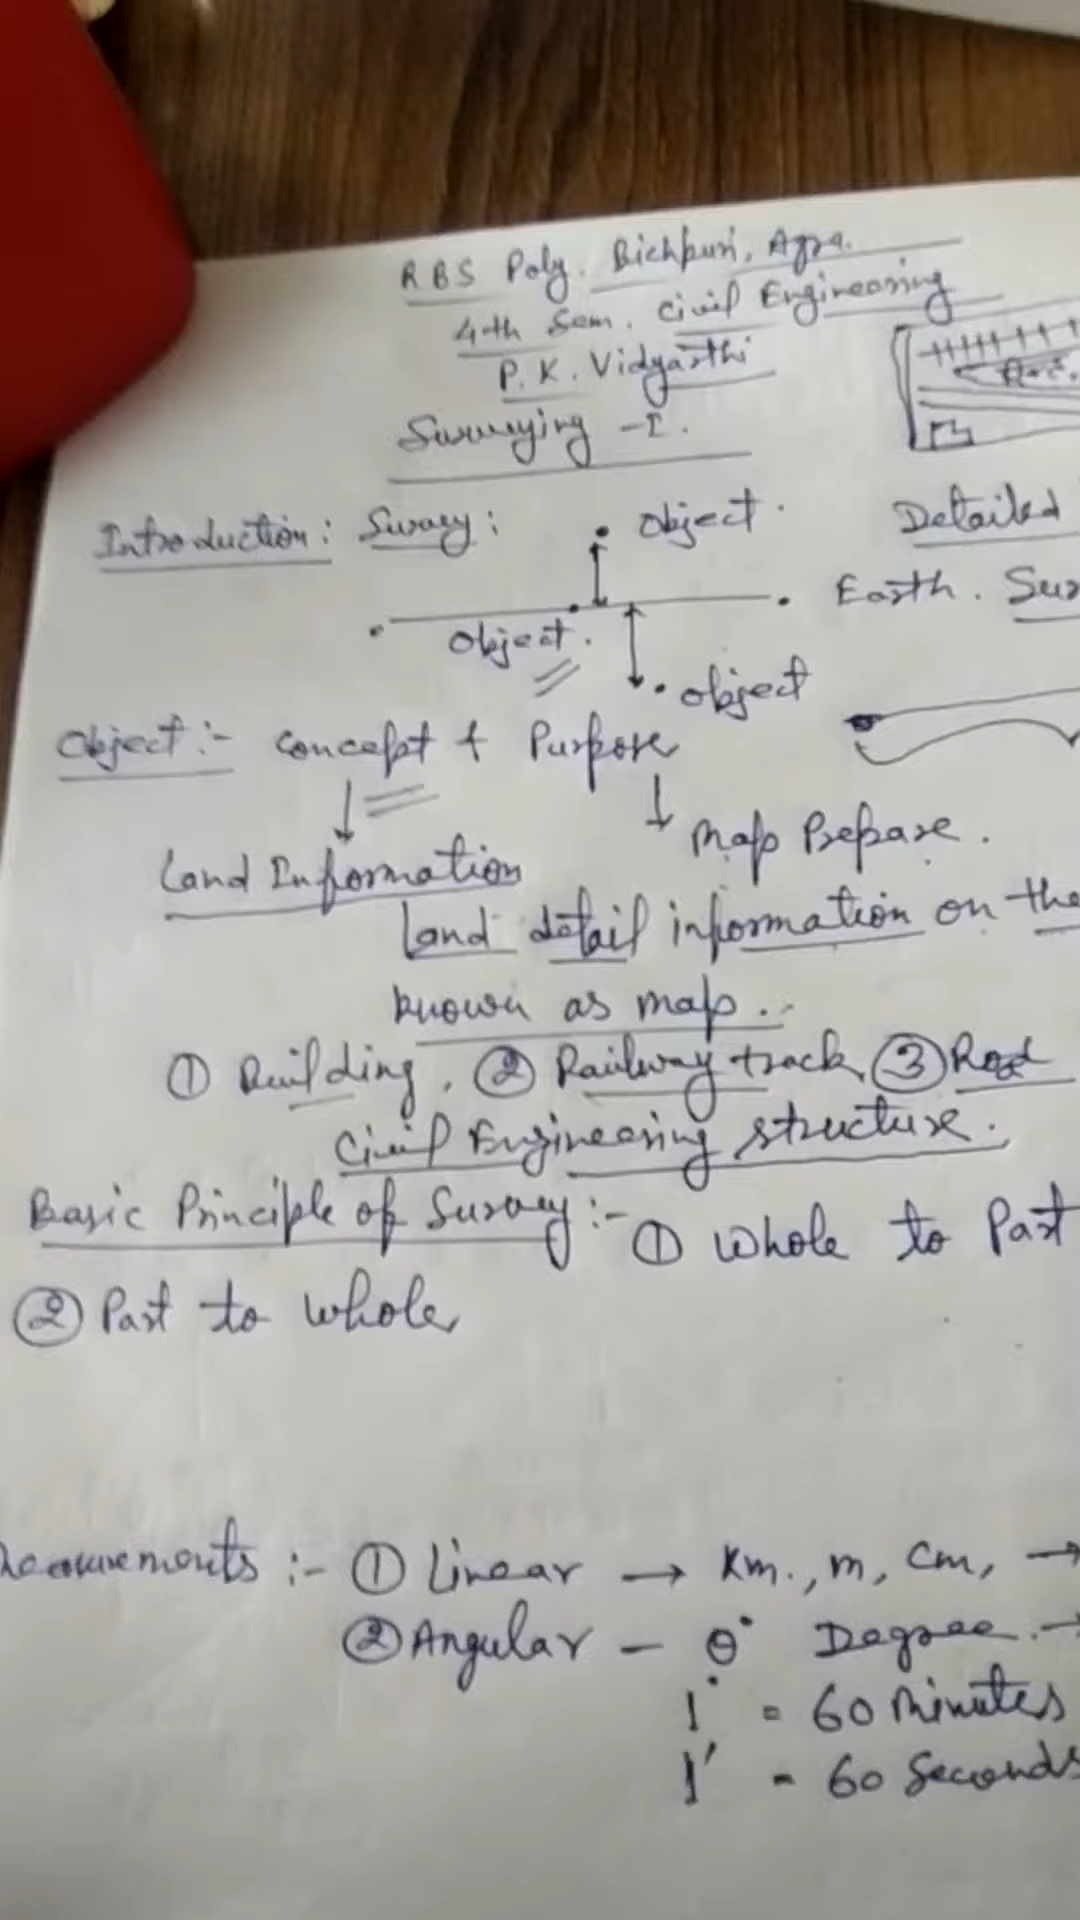 RBS Poly. Bichpuri, Agra.
4th Sem. Civil Engineering
P. K. Vidyarthi
Surveying -I.
Introduction: Survey:
Object.
Detailed
Object.
Earth. Sur
object
Object:- Concept + Purpose
Map Prepare.
Land Information
Land detail information on the
known as map..
① Building, ② Railway track, ③ Road
Civil Engineering structure.
Basic Principle of Survey:- ① Whole to Part
② Part to whole
① Linear → Km., m, Cm, →
② Angular - θ° Degree. →
1° = 60 Minutes
1' = 60 Seconds